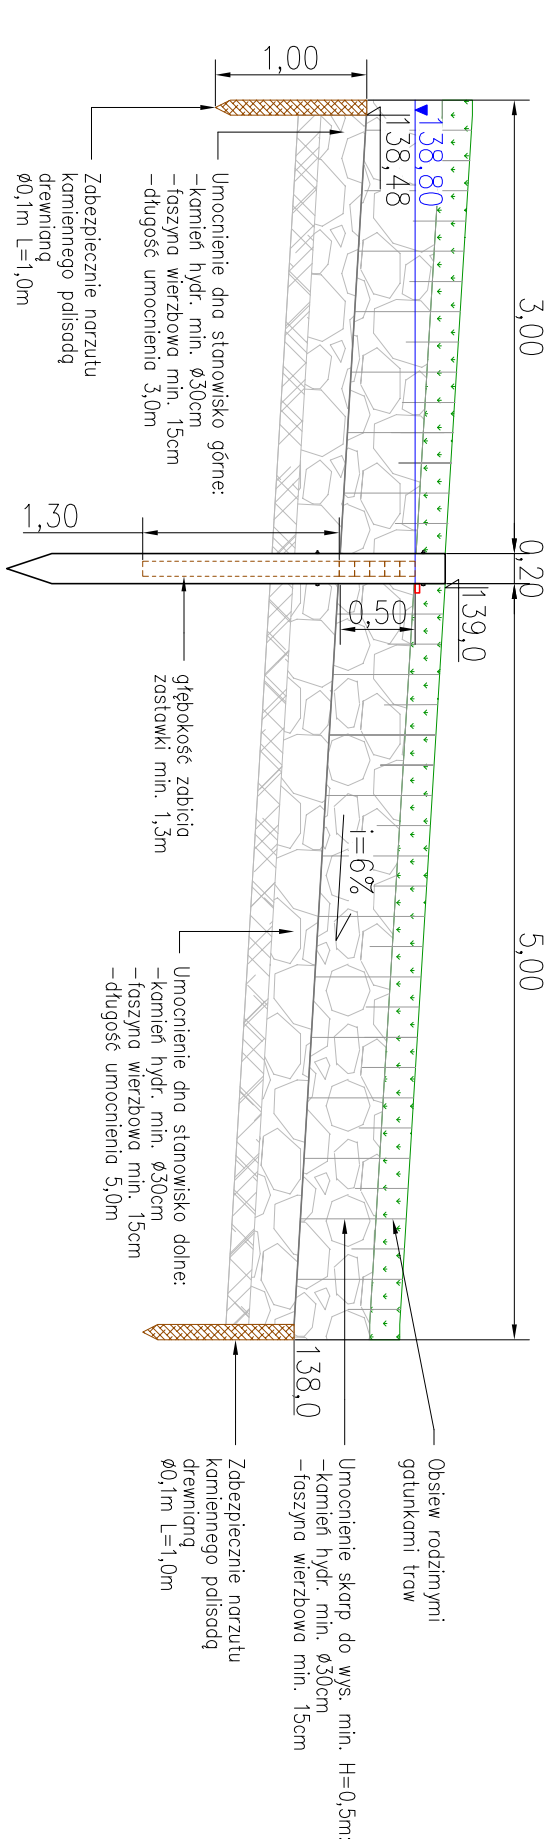 1,00
3,00
0,20
5,00
138,80
138,48
139,0
0,50
1,30
i=6%
138,0
Umocnienie dna stanowisko górne:
-kamień hydr. min. ø30cm
-faszyna wierzbowa min. 15cm
-długość umocnienia 3,0m
Zabezpiecznie narzutu
kamiennego palisadą
drewnianą
ø0,1m L=1,0m
głębokość zabicia
zastawki min. 1,3m
Umocnienie dna stanowisko dolne:
-kamień hydr. min. ø30cm
-faszyna wierzbowa min. 15cm
-długość umocnienia 5,0m
Obsiew rodzimymi
gatunkami traw
Umocnienie skarp do wys. min. H=0,5m:
-kamień hydr. min. ø30cm
-faszyna wierzbowa min. 15cm
Zabezpiecznie narzutu
kamiennego palisadą
drewnianą
ø0,1m L=1,0m